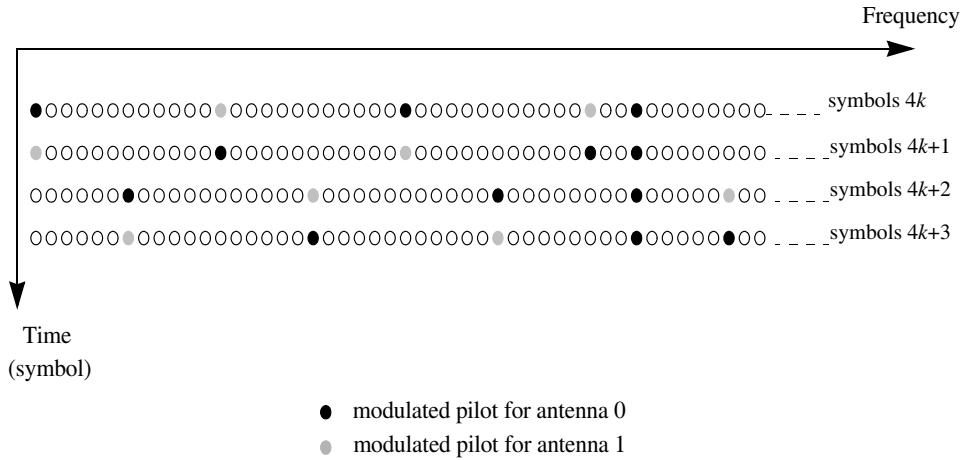 Frequency
symbols 4k
symbols 4k+1
symbols 4k+2
symbols 4k+3
Time
(symbol)
modulated pilot for antenna 0
modulated pilot for antenna 1